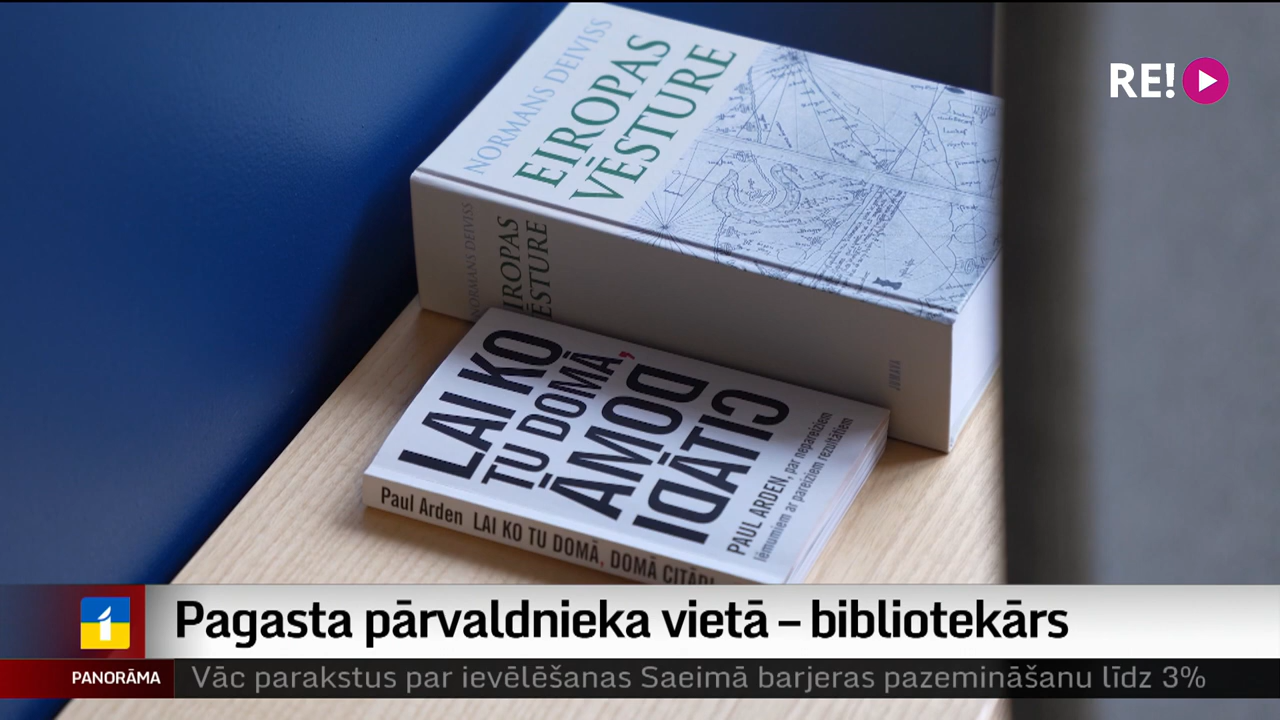 RE!
NORMANS DEIVISS
EIROPAS
VĒSTURE
NORMANS DEIVISS
EIROPAS
VĒSTURE
LAI KO
TU DOMĀ,
DOMĀ
CITĀDI
PAUL ARDEN, par nepareiziem
lēmumiem ar pareiziem rezultātiem
Paul Arden LAI KO TU DOMĀ, DOMĀ CITĀDI
1
Pagasta pārvaldnieka vietā – bibliotekārs
PANORĀMA
Vāc parakstus par ievēlēšanas Saeimā barjeras pazemināšanu līdz 3%